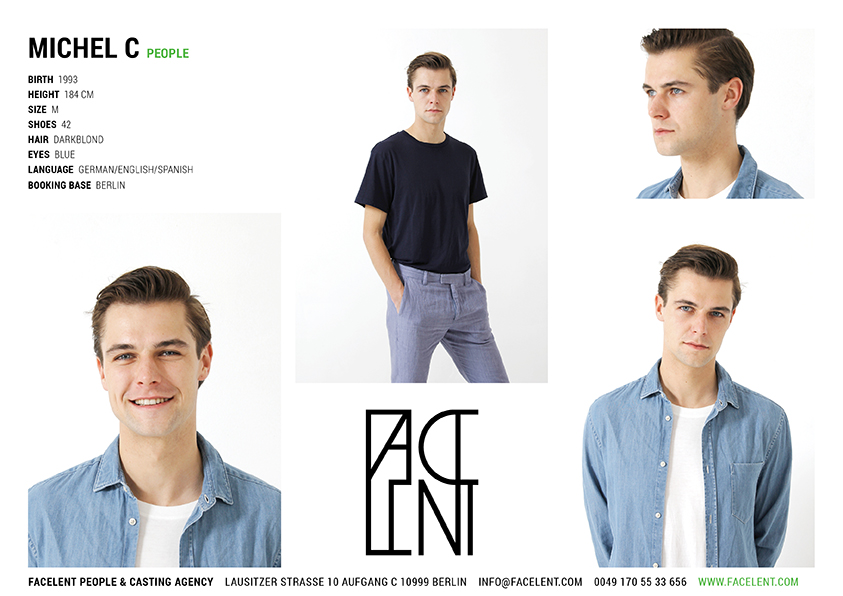 MICHEL C PEOPLE
BIRTH 1993
HEIGHT 184 CM
SIZE M
SHOES 42
HAIR DARKBLOND
EYES BLUE
LANGUAGE GERMAN/ENGLISH/SPANISH
BOOKING BASE BERLIN
FACE
LENT
FACELENT PEOPLE & CASTING AGENCY LAUSITZER STRASSE 10 AUFGANG C 10999 BERLIN INFO@FACELENT.COM 0049 170 55 33 656 WWW.FACELENT.COM